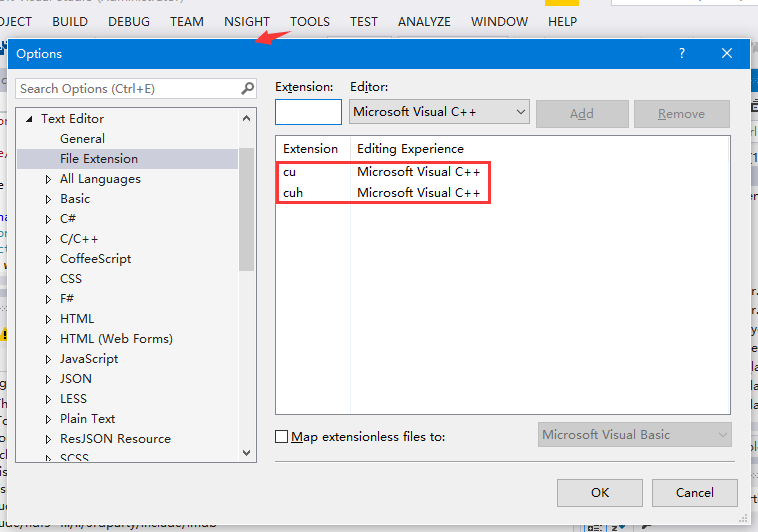 OJECT BUILD DEBUG TEAM NSIGHT TOOLS TEST ANALYZE WINDOW HELP
Options ? ×
Search Options (Ctrl+E)
Extension: Editor:
Microsoft Visual C++ Add Remove
Text Editor
General
File Extension
All Languages
Basic
C#
C/C++
CoffeeScript
CSS
F#
HTML
HTML (Web Forms)
JavaScript
JSON
LESS
Plain Text
ResJSON Resource
SCSS
Extension Editing Experience
cu Microsoft Visual C++
cuh Microsoft Visual C++
Map extensionless files to: Microsoft Visual Basic
OK Cancel